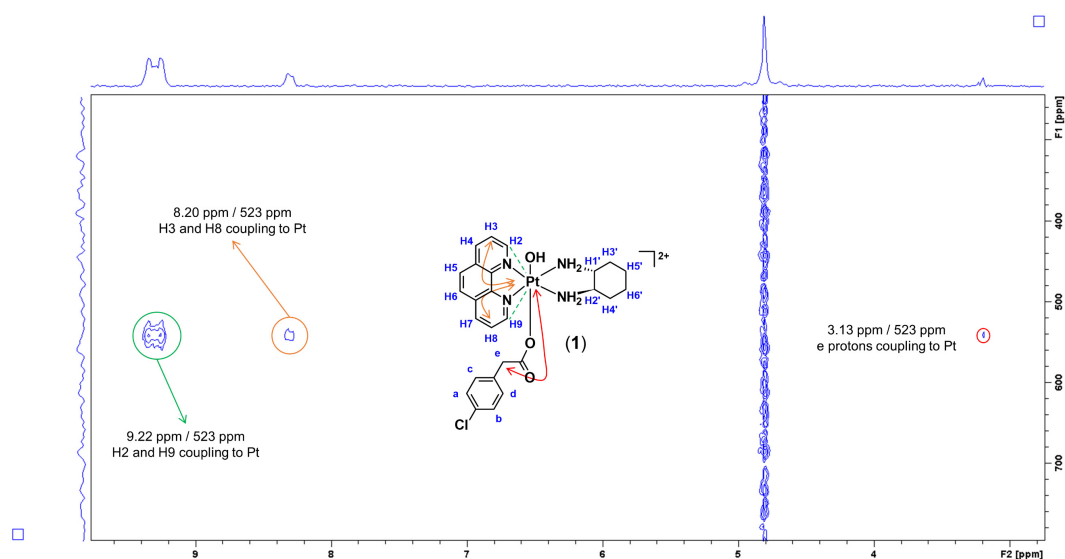 8.20 ppm / 523 ppm
H3 and H8 coupling to Pt
9.22 ppm / 523 ppm
H2 and H9 coupling to Pt
H3
H4
H2
H5
H6
H7
H8
H9
N
N
OH
Pt
NH2
NH2
H1'
H2'
H3'
H4'
H5'
H6'
2+
O
O
(1)
e
c
a
d
b
Cl
3.13 ppm / 523 ppm
e protons coupling to Pt
F1 [ppm]
400
500
600
700
9
8
7
6
5
4
F2 [ppm]